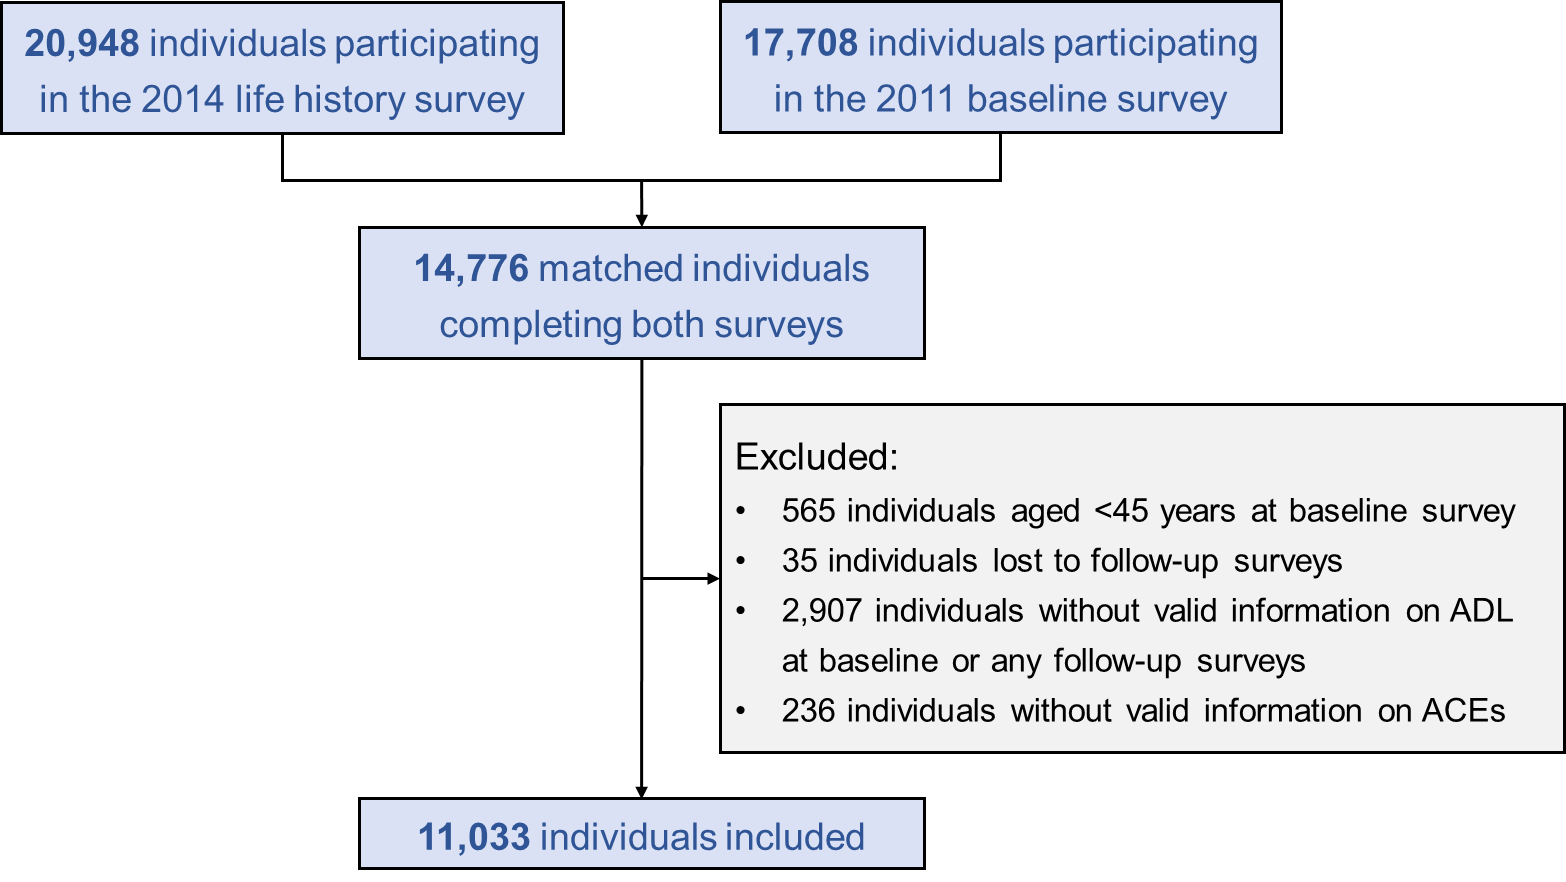 20,948 individuals participating
in the 2014 life history survey
17,708 individuals participating
in the 2011 baseline survey
14,776 matched individuals
completing both surveys
Excluded:
• 565 individuals aged <45 years at baseline survey
• 35 individuals lost to follow-up surveys
• 2,907 individuals without valid information on ADL
at baseline or any follow-up surveys
• 236 individuals without valid information on ACEs
11,033 individuals included